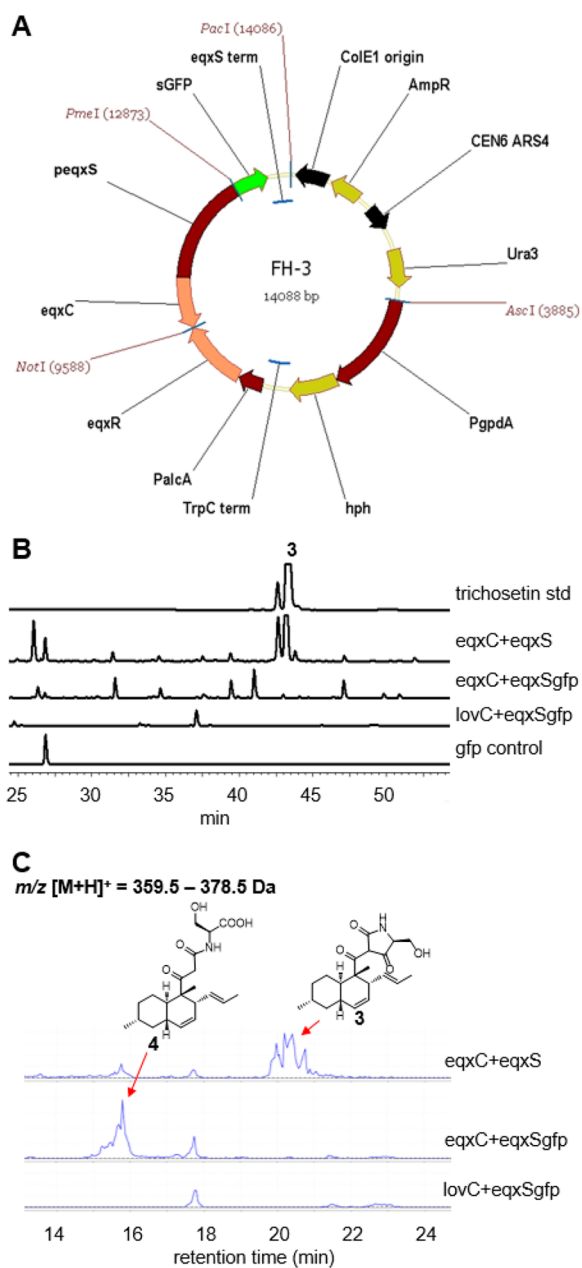 A
PacI (14086)
eqxS term
ColE1 origin
sGFP
AmpR
PmeI (12873)
CEN6 ARS4
peqxS
FH-3
Ura3
14088 bp
eqxC
AscI (3885)
NotI (9588)
eqxR
PgpdA
PalcA
TrpC term
hph
B
3
trichosetin std
eqxC+eqxS
eqxC+eqxSgfp
lovC+eqxSgfp
gfp control
25 30 35 40 45 50
min
C
m/z [M+H]+ = 359.5 – 378.5 Da
OH
COOH
O
N
H
O
H
H
4
H
N
O
O
O
OH
H
H
3
eqxC+eqxS
eqxC+eqxSgfp
lovC+eqxSgfp
14 16 18 20 22 24
retention time (min)